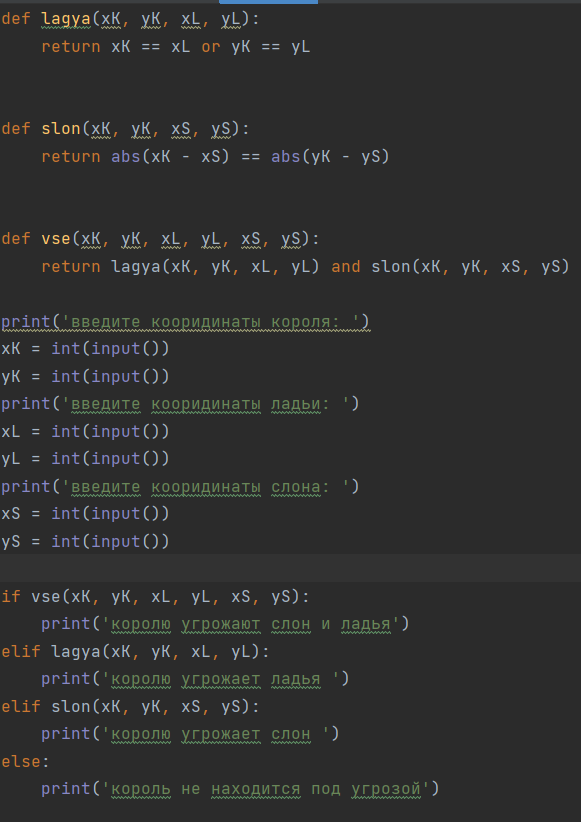 def lagya(xK, yK, xL, yL):
    return xK == xL or yK == yL
def slon(xK, yK, xS, yS):
    return abs(xK - xS) == abs(yK - yS)
def vse(xK, yK, xL, yL, xS, yS):
    return lagya(xK, yK, xL, yL) and slon(xK, yK, xS, yS)
print('введите кооридинаты короля: ')
xK = int(input())
yK = int(input())
print('введите кооридинаты ладьи: ')
xL = int(input())
yL = int(input())
print('введите кооридинаты слона: ')
xS = int(input())
yS = int(input())
if vse(xK, yK, xL, yL, xS, yS):
    print('королю угрожают слон и ладья')
elif lagya(xK, yK, xL, yL):
    print('королю угрожает ладья ')
elif slon(xK, yK, xS, yS):
    print('королю угрожает слон ')
else:
    print('король не находится под угрозой')